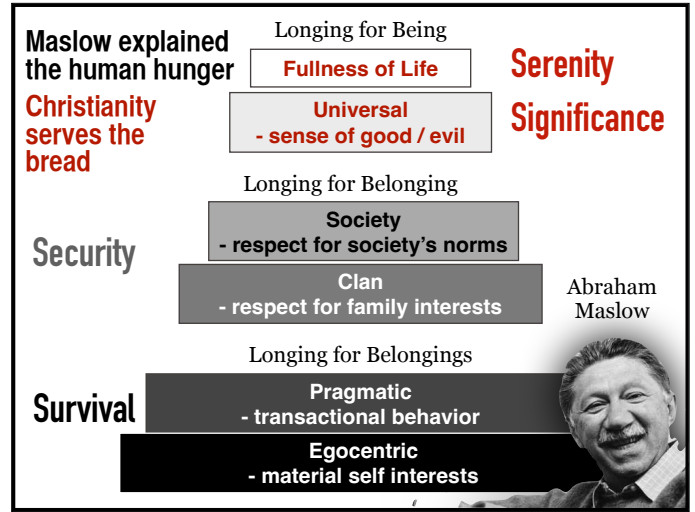 Maslow explained
the human hunger
Christianity
serves the
bread
Longing for Being
Fullness of Life
Serenity
Universal
- sense of good / evil
Significance
Longing for Belonging
Society
- respect for society’s norms
Security
Clan
- respect for family interests
Abraham
Maslow
Longing for Belongings
Pragmatic
- transactional behavior
Survival
Egocentric
- material self interests